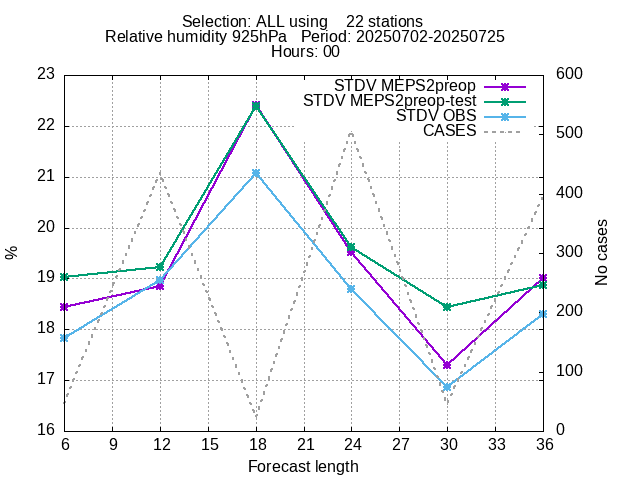 Selection: ALL using    22 stations
Relative humidity 925hPa   Period: 20250702-20250725
Hours: 00
STDV MEPS2preop
STDV MEPS2preop-test
STDV OBS
CASES
23
22
21
20
19
18
17
16
%
600
500
400
300
200
100
0
No cases
6 9 12 15 18 21 24 27 30 33 36
Forecast length